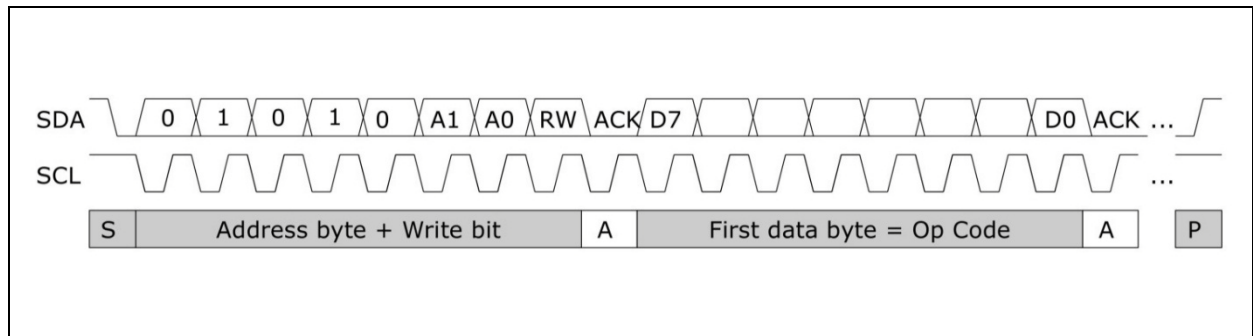 SDA 0 1 0 1 0 A1 A0 RW ACK D7 D0 ACK ...
SCL ...
S Address byte + Write bit A First data byte = Op Code A P